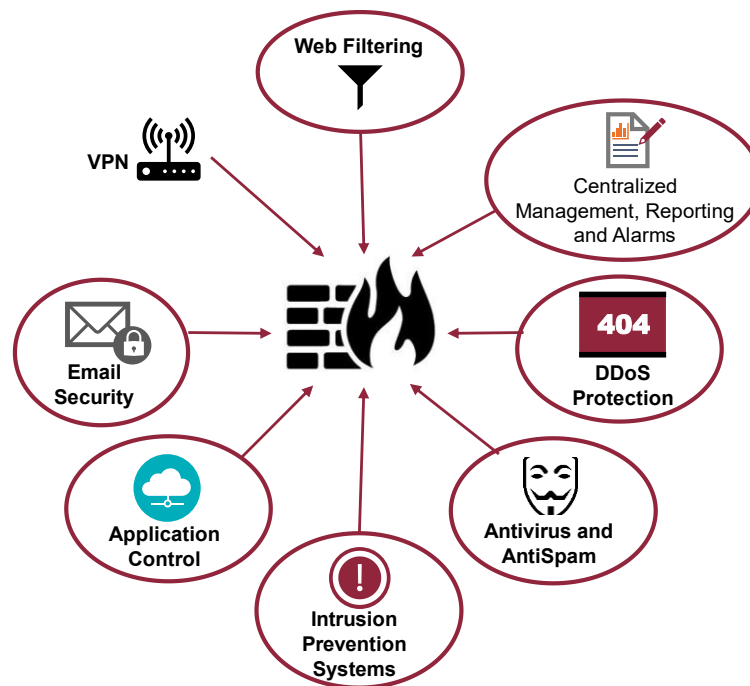 Web Filtering
VPN
Centralized
Management, Reporting
and Alarms
Email
Security
404
DDoS
Protection
Application
Control
Antivirus and
AntiSpam
!
Intrusion
Prevention
Systems